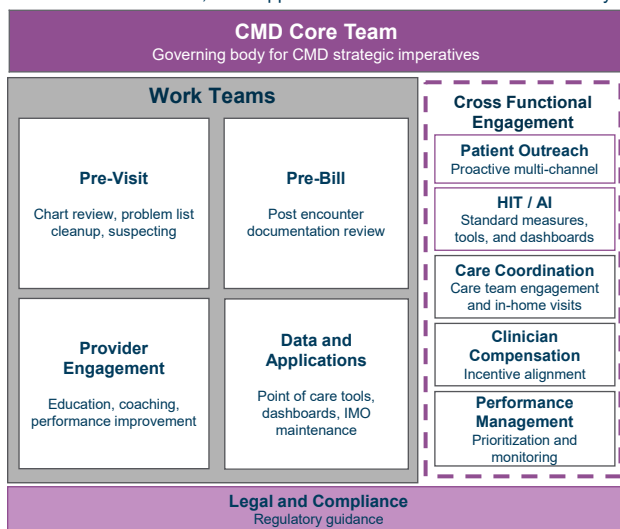 CMD Core Team
Governing body for CMD strategic imperatives
Work Teams
Pre-Visit
Chart review, problem list
cleanup, suspecting
Pre-Bill
Post encounter
documentation review
Provider
Engagement
Education, coaching,
performance improvement
Data and
Applications
Point of care tools,
dashboards, IMO
maintenance
Cross Functional
Engagement
Patient Outreach
Proactive multi-channel
HIT / AI
Standard measures,
tools, and dashboards
Care Coordination
Care team engagement
and in-home visits
Clinician
Compensation
Incentive alignment
Performance
Management
Prioritization and
monitoring
Legal and Compliance
Regulatory guidance